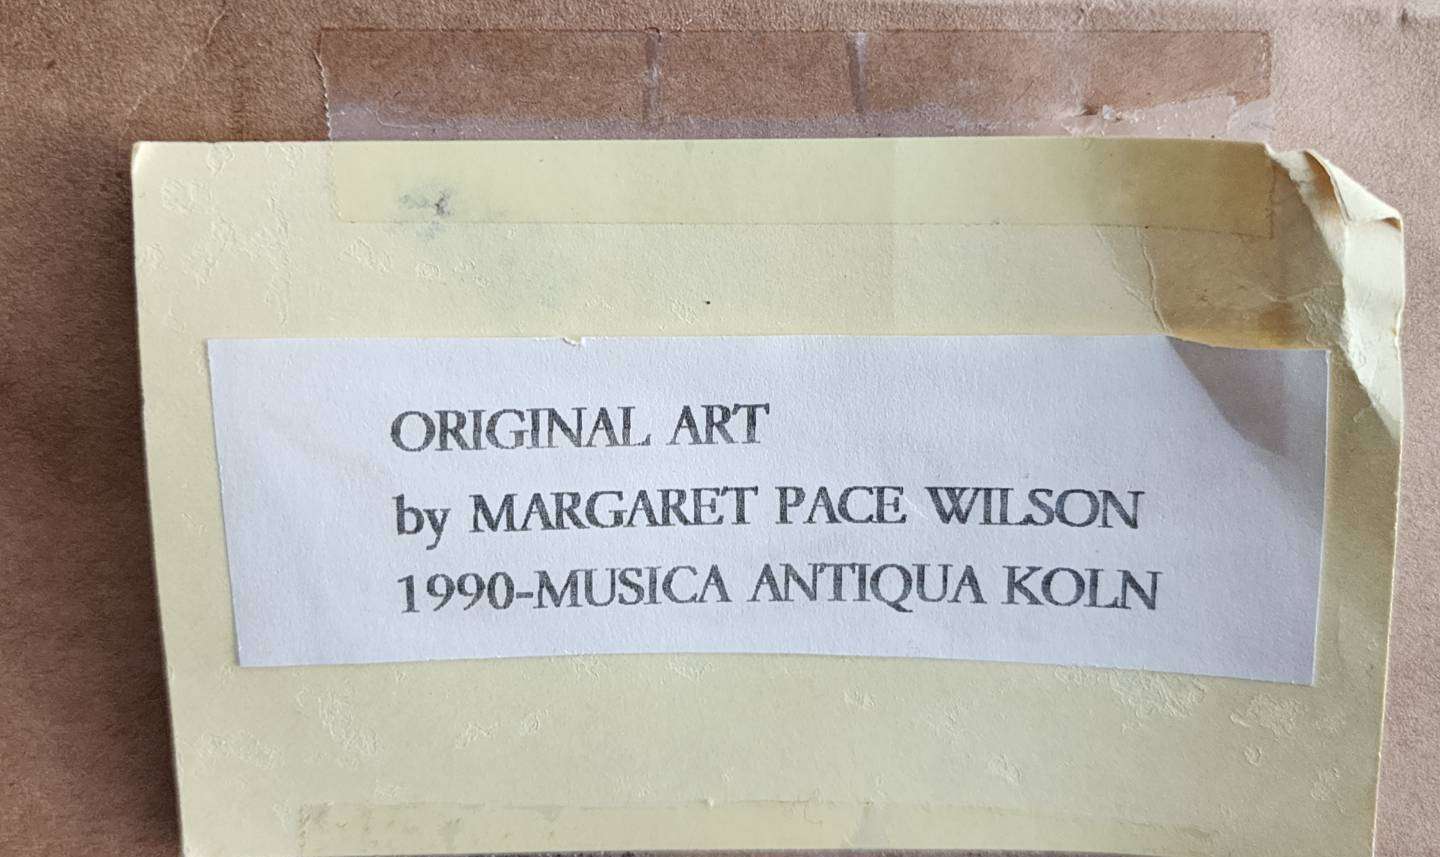 ORIGINAL ART
by MARGARET PACE WILSON
1990-MUSICA ANTIQUA KOLN